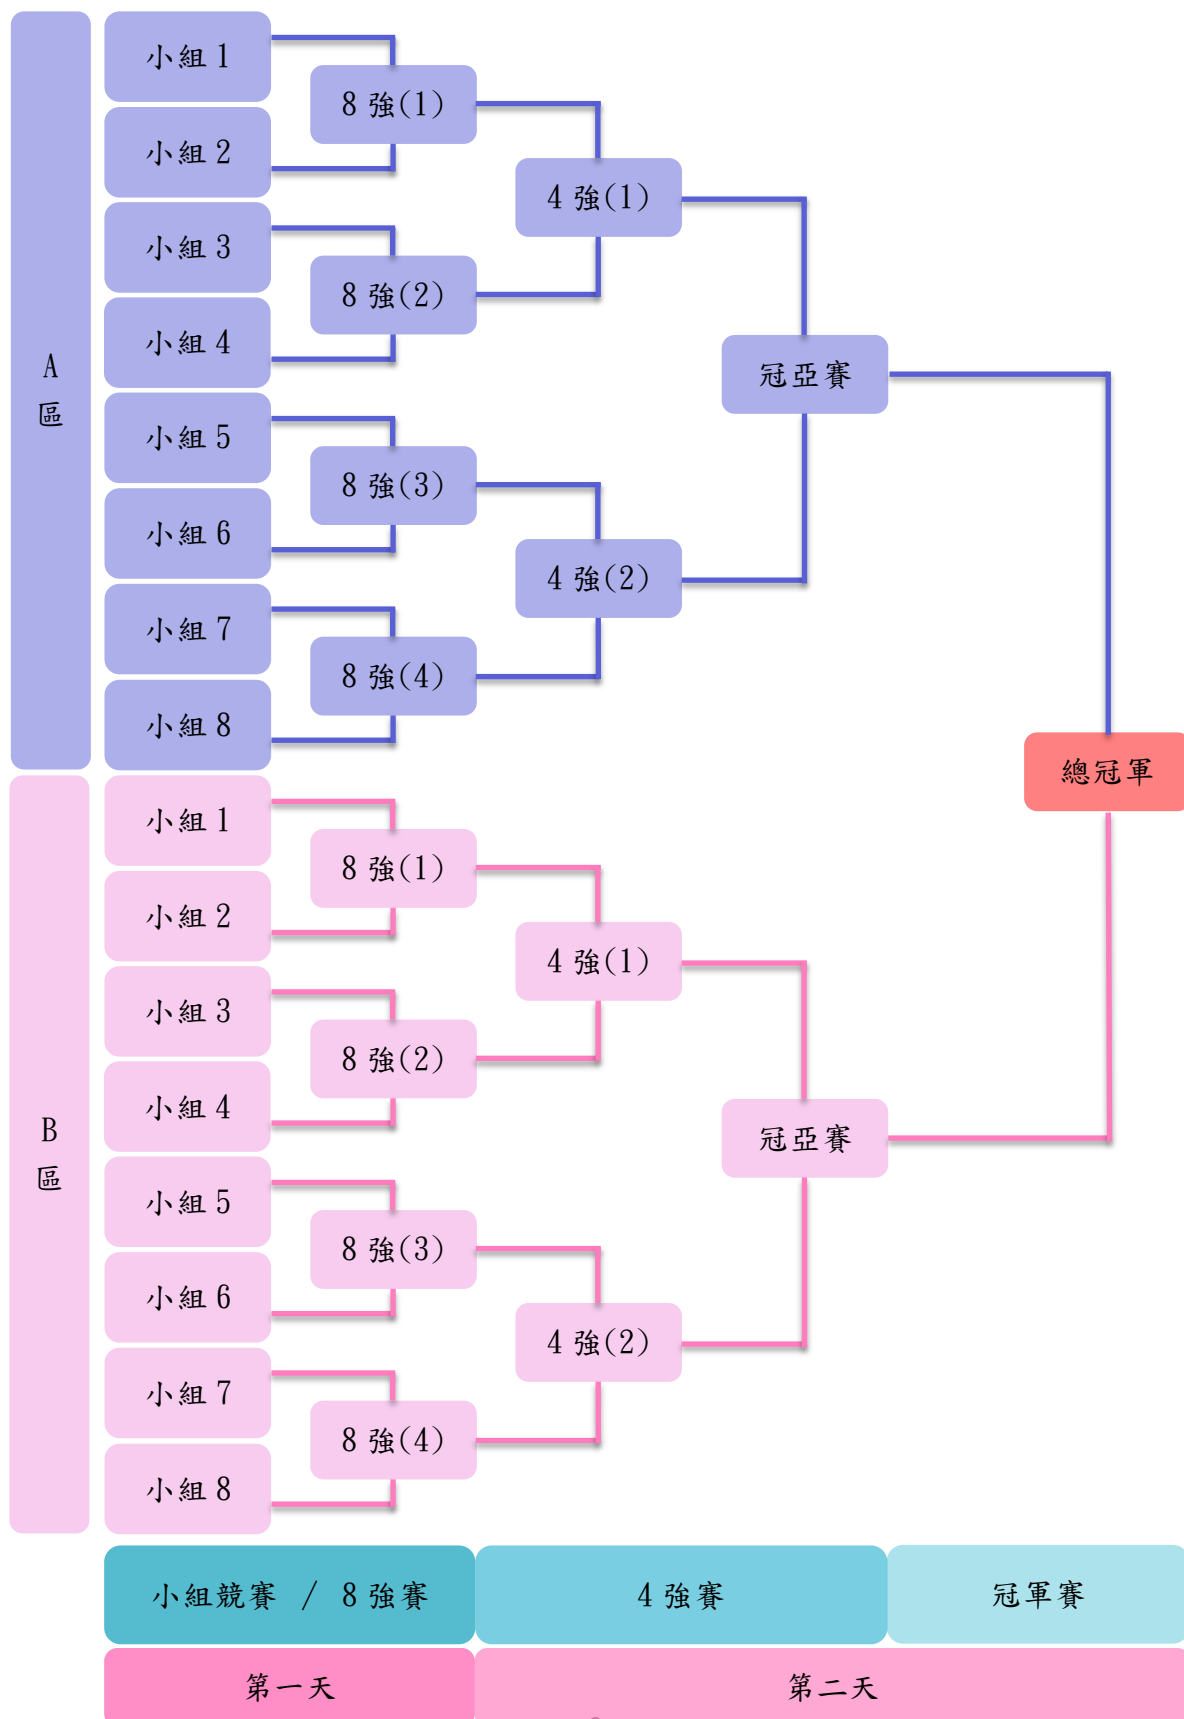 A
區
小組 1
小組 2
小組 3
小組 4
小組 5
小組 6
小組 7
小組 8
8 強(1)
8 強(2)
8 強(3)
8 強(4)
4 強(1)
4 強(2)
冠亞賽
總冠軍
B
區
小組 1
小組 2
小組 3
小組 4
小組 5
小組 6
小組 7
小組 8
8 強(1)
8 強(2)
8 強(3)
8 強(4)
4 強(1)
4 強(2)
冠亞賽
小組競賽 / 8 強賽
4 強賽
冠軍賽
第一天
第二天